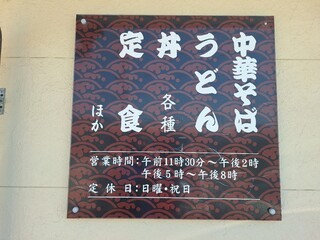 中華そば
うどん
丼 各種
定食 ほか
営業時間：午前11時30分〜午後2時
午後5時〜午後8時
定休日：日曜・祝日